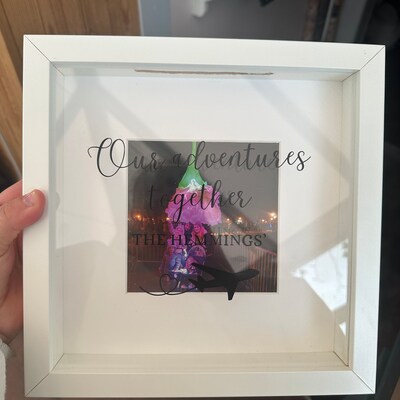 Our adventures
together
'THE HEMMINGS'